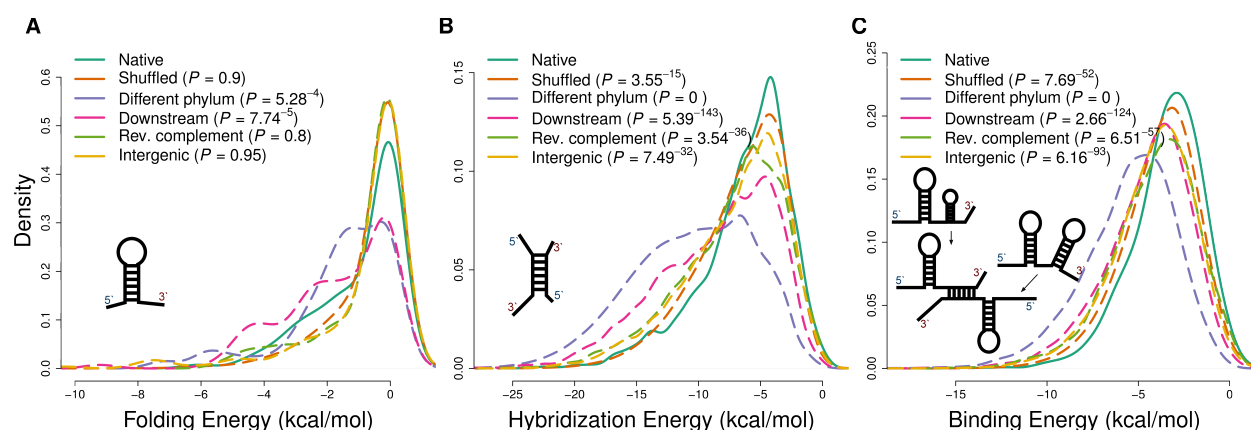 A
Native
Shuffled (P = 0.9)
Different phylum (P = 5.28⁻⁴)
Downstream (P = 7.74⁻⁵)
Rev. complement (P = 0.8)
Intergenic (P = 0.95)
Density
0.6
0.5
0.4
0.3
0.2
0.1
0.0
5`
3`
−10
−8
−6
−4
−2
0
Folding Energy (kcal/mol)
B
Native
Shuffled (P = 3.55⁻¹⁵)
Different phylum (P = 0 )
Downstream (P = 5.39⁻¹⁴³)
Rev. complement (P = 3.54⁻³⁶)
Intergenic (P = 7.49⁻³²)
0.15
0.10
0.05
0.00
5`
3`
3`
5`
−25
−20
−15
−10
−5
0
Hybridization Energy (kcal/mol)
C
Native
Shuffled (P = 7.69⁻⁵²)
Different phylum (P = 0 )
Downstream (P = 2.66⁻¹²⁴)
Rev. complement (P = 6.51⁻⁵⁷)
Intergenic (P = 6.16⁻⁹³)
0.25
0.20
0.15
0.10
0.05
0.00
5`
3`
5`
3`
5`
3`
3`
5`
−15
−10
−5
0
Binding Energy (kcal/mol)